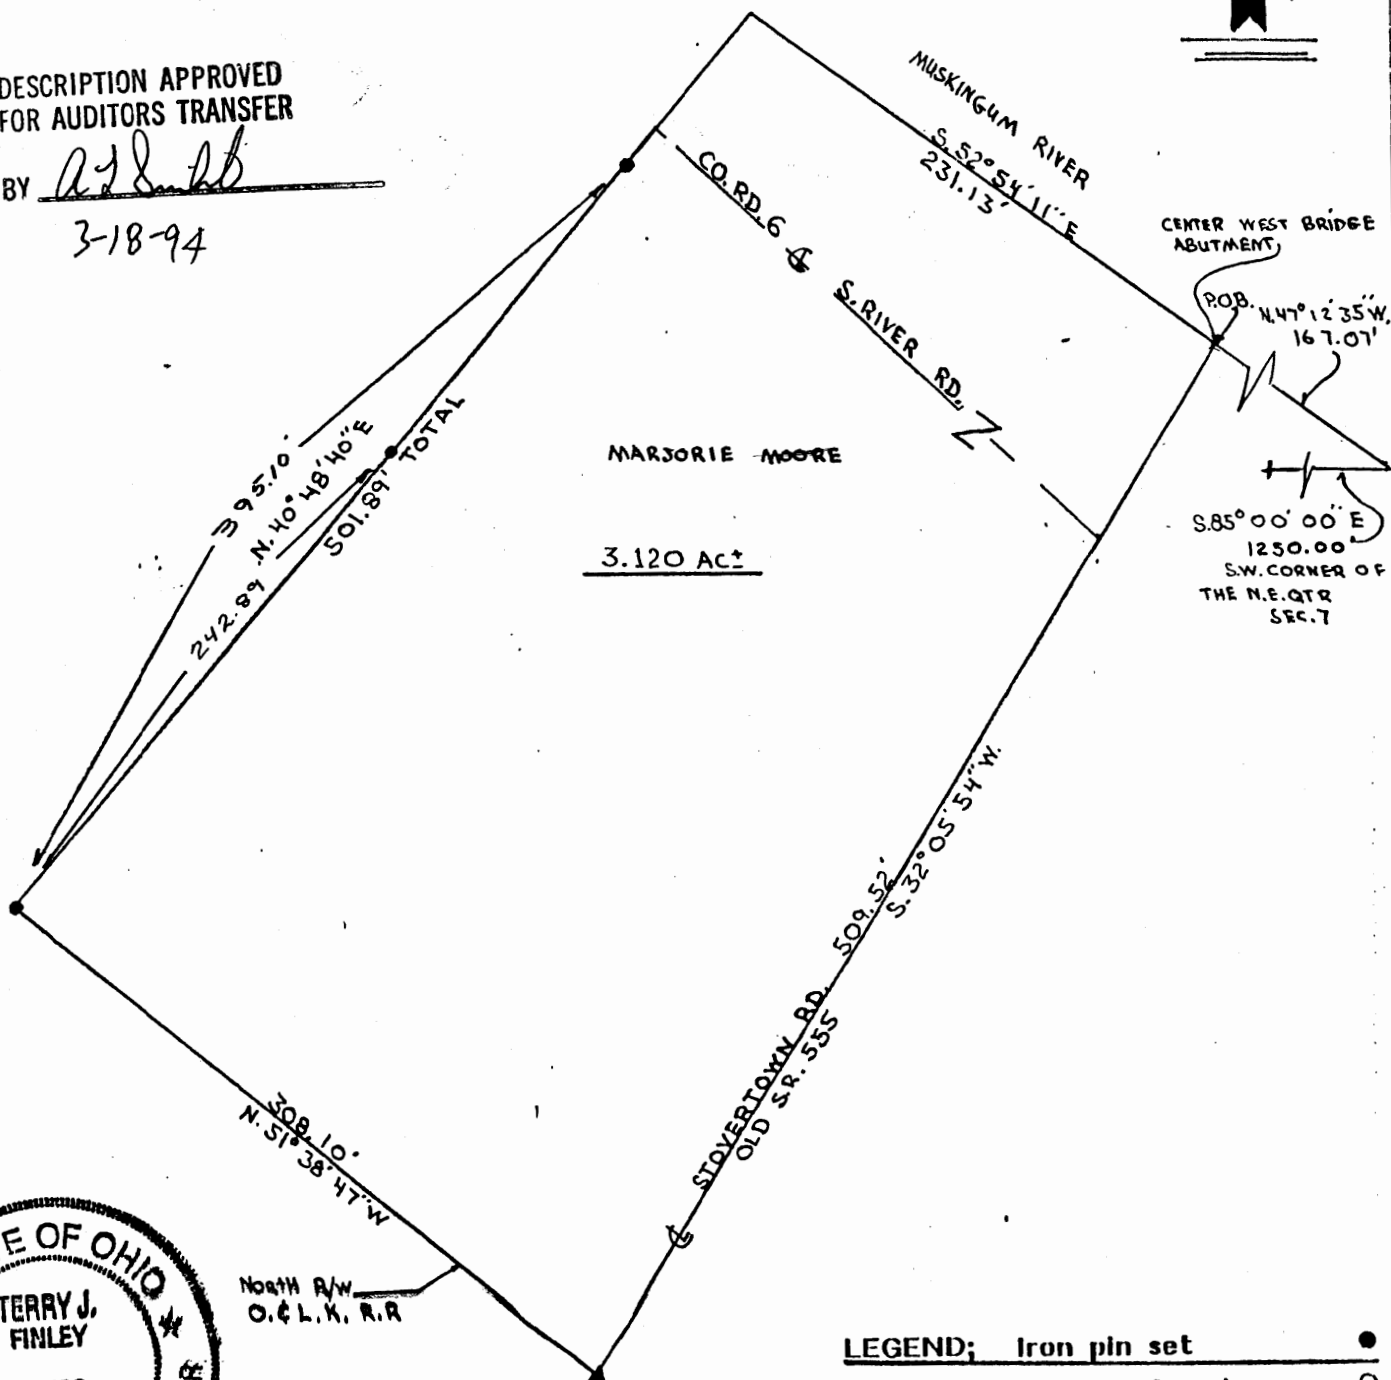 DESCRIPTION APPROVED
FOR AUDITORS TRANSFER
BY
3-18-94
MUSKINGUM RIVER
S. 52° 54' 11" E
231.13'
CO. RD. 6 ℄ S. RIVER RD.
CENTER WEST BRIDGE
ABUTMENT
P.O.B.
N. 47° 12' 35" W.
167.07'
S. 85° 00' 00" E
1250.00'
S.W. CORNER OF
THE N.E. QTR
SEC. 7
395.10'
N. 40° 48' 40" E
242.89
501.89' TOTAL
MARJORIE MOORE
3.120 AC±
509.52'
S. 32° 05' 54" W.
℄ STOVERTOWN RD.
OLD S.R. 555
308.10'
N. 51° 38' 47" W
NORTH R/W
O. & L. K. R.R
E OF OHIO
TERRY J.
FINLEY
LEGEND; Iron pin set